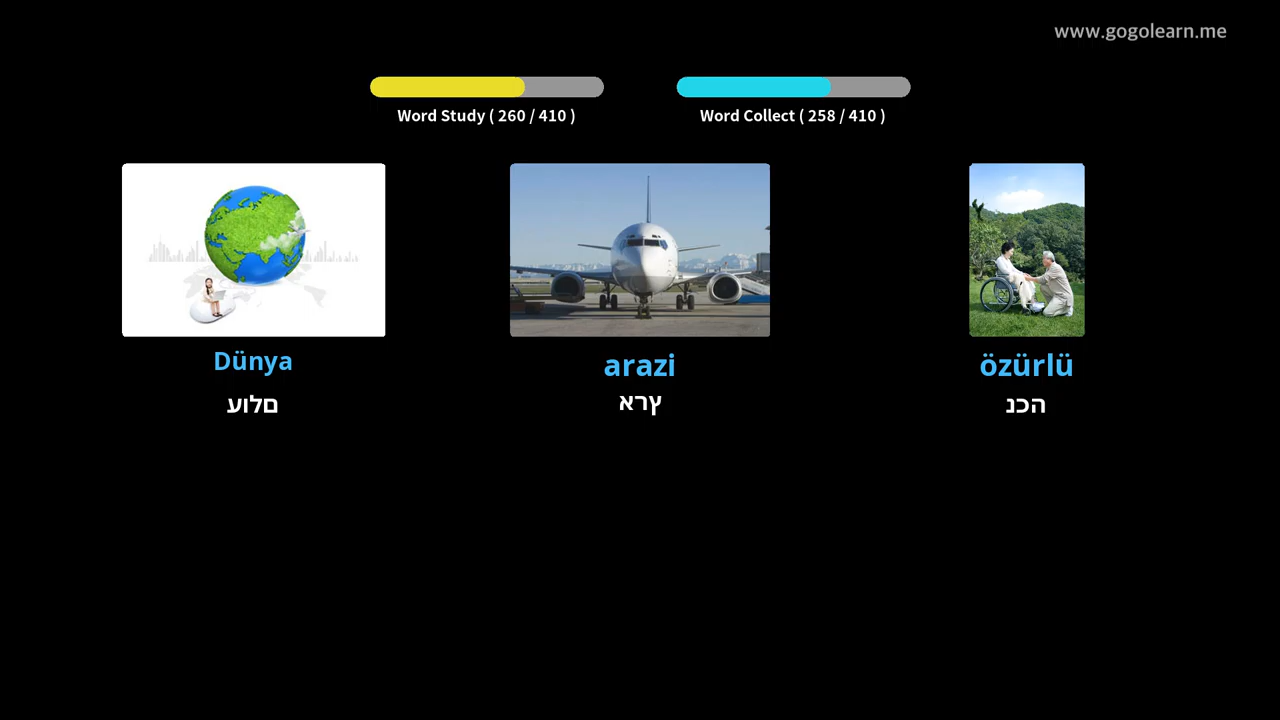 www.gogolearn.me
Word Study ( 260 / 410 )
Word Collect ( 258 / 410 )
Dünya
arazi
özürlü
םלוע
ץרא
הכנ